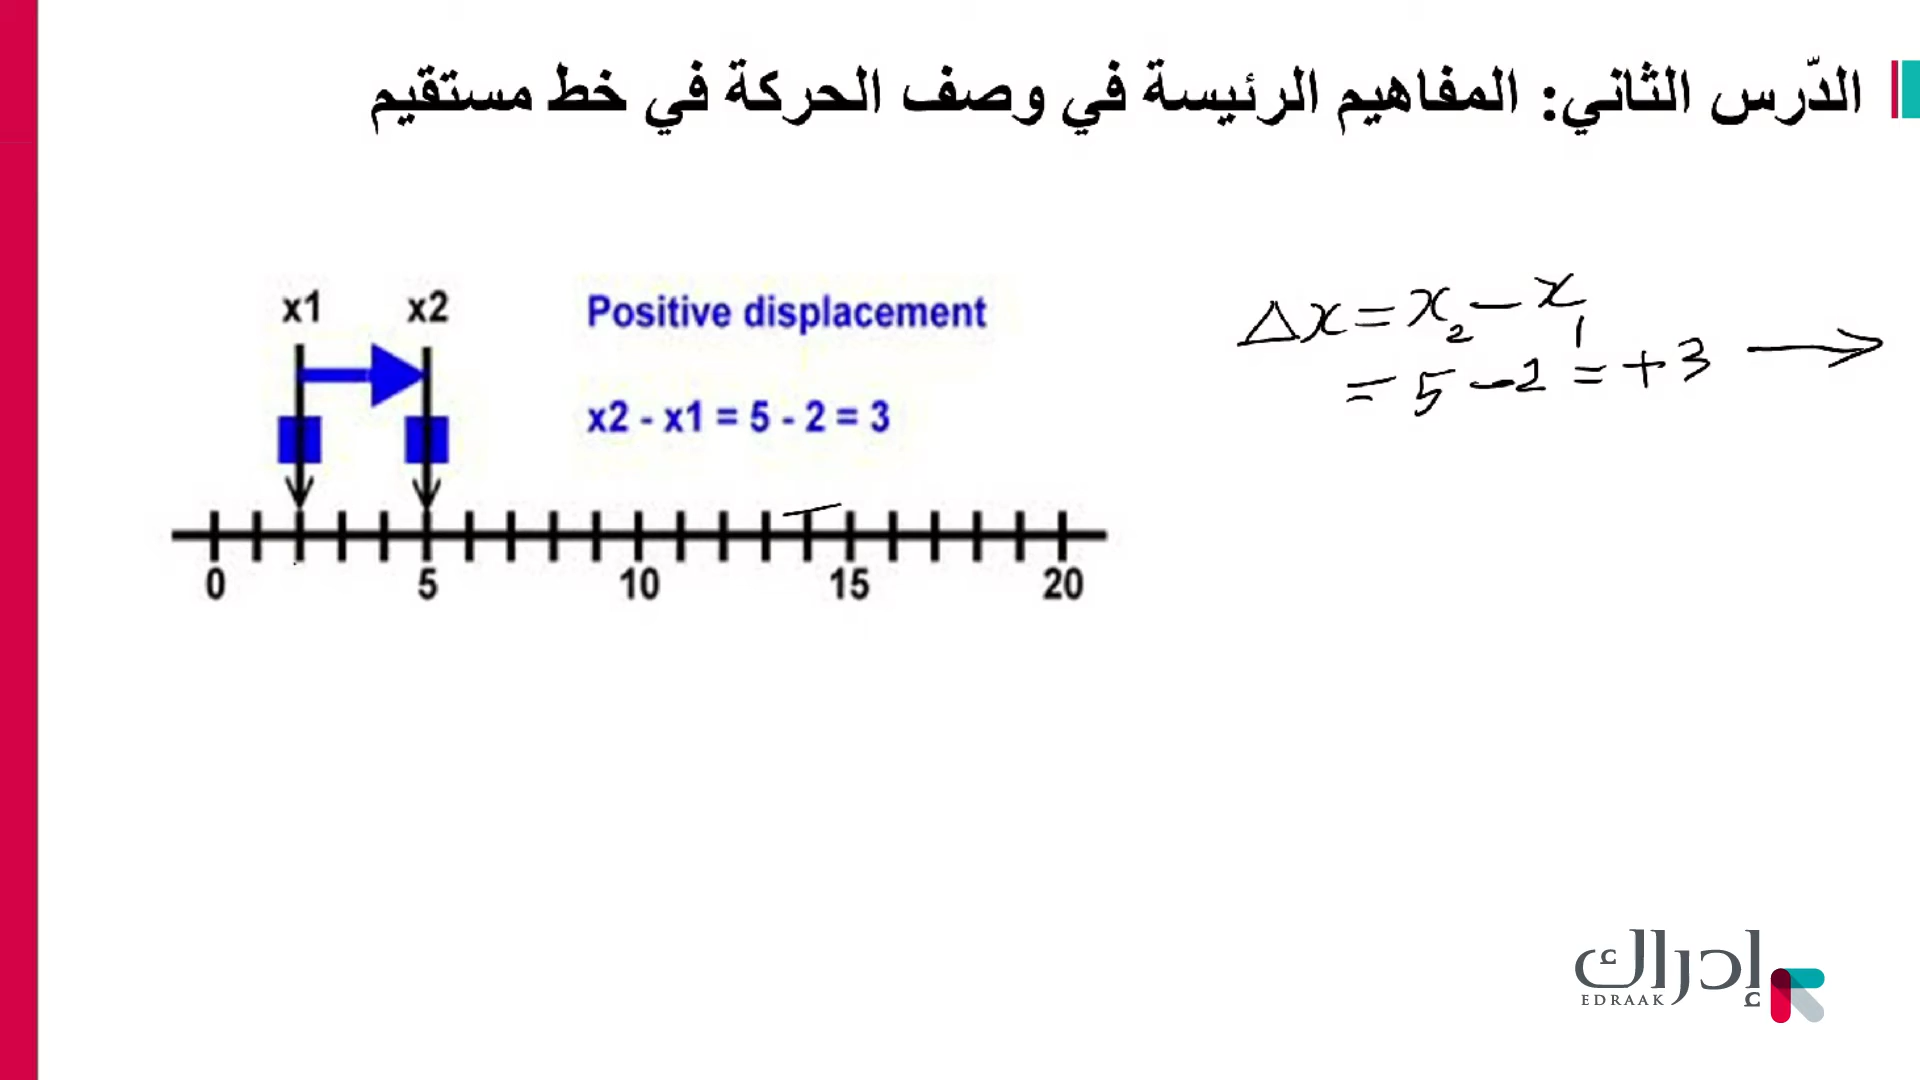 الدّرس الثاني: المفاهيم الرئيسة في وصف الحركة في خط مستقيم
x1 x2
Positive displacement
x2 - x1 = 5 - 2 = 3
0 5 10 15 20
Δx = x₂ - x₁
= 5 - 2 = + 3 →
إدراك
EDRAAK